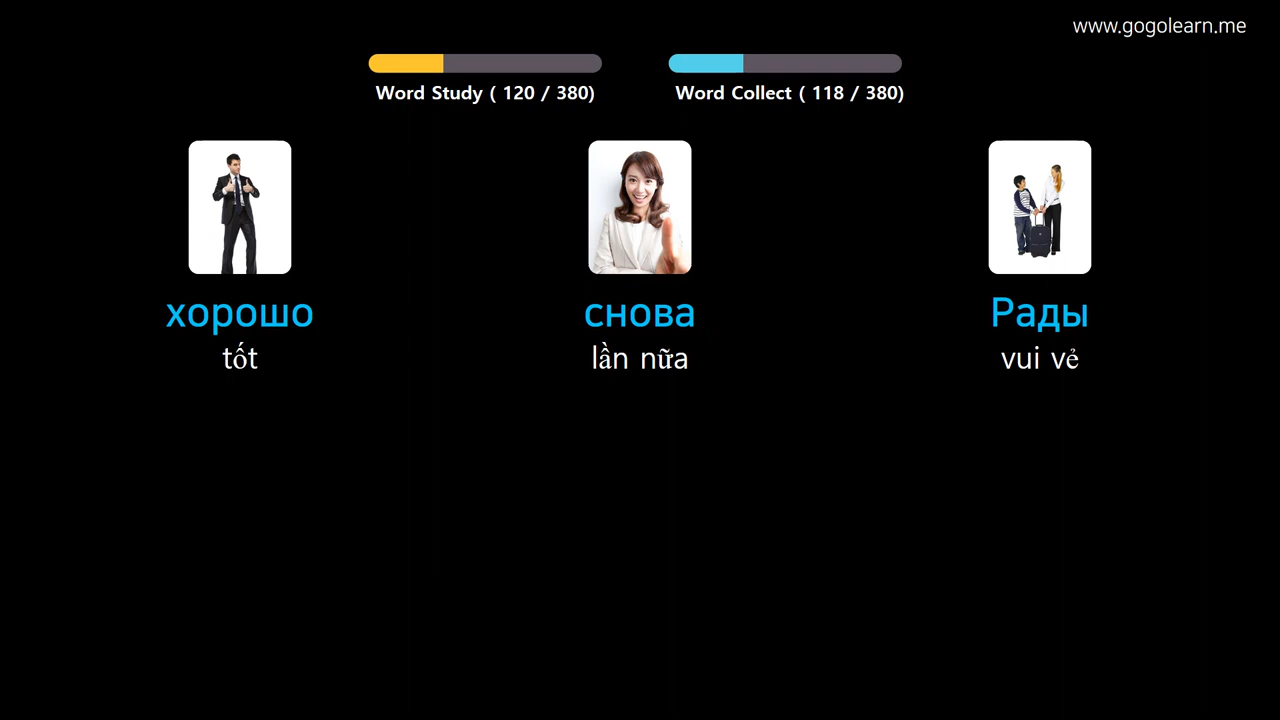 www.gogolearn.me
Word Study ( 120 / 380)
Word Collect ( 118 / 380)
хорошо
снова
Рады
tốt
lần nữa
vui vẻ